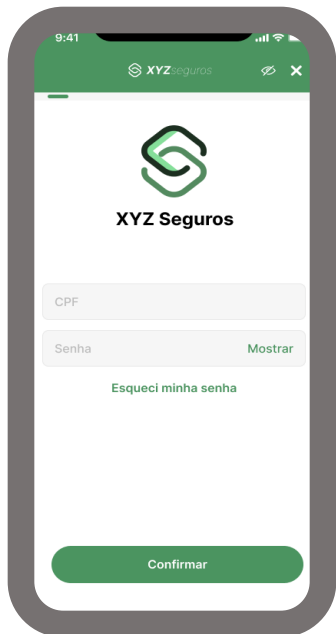 9:41
XYZseguros
XYZ Seguros
CPF
Senha Mostrar
Esqueci minha senha
Confirmar